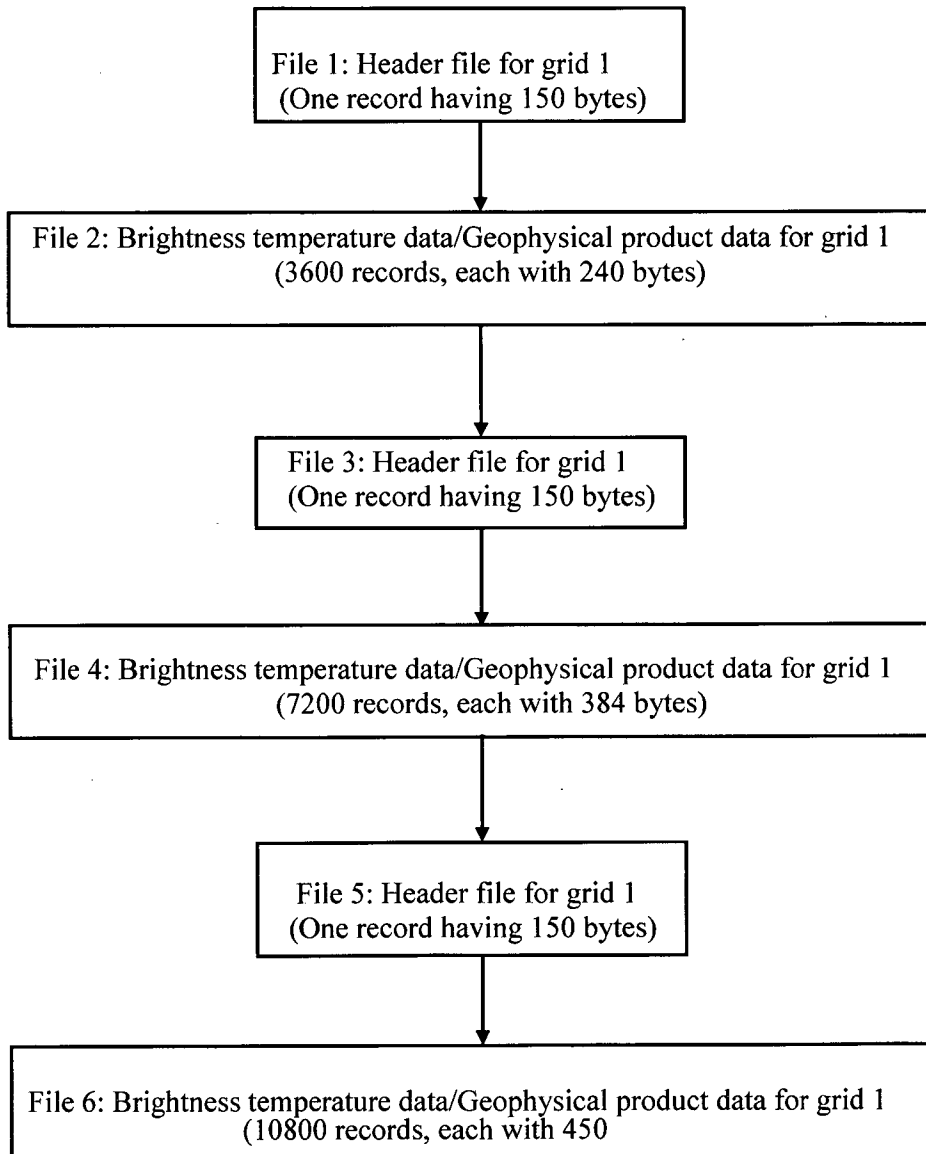 File 1: Header file for grid 1
(One record having 150 bytes)
File 2: Brightness temperature data/Geophysical product data for grid 1
(3600 records, each with 240 bytes)
File 3: Header file for grid 1
(One record having 150 bytes)
File 4: Brightness temperature data/Geophysical product data for grid 1
(7200 records, each with 384 bytes)
File 5: Header file for grid 1
(One record having 150 bytes)
File 6: Brightness temperature data/Geophysical product data for grid 1
(10800 records, each with 450